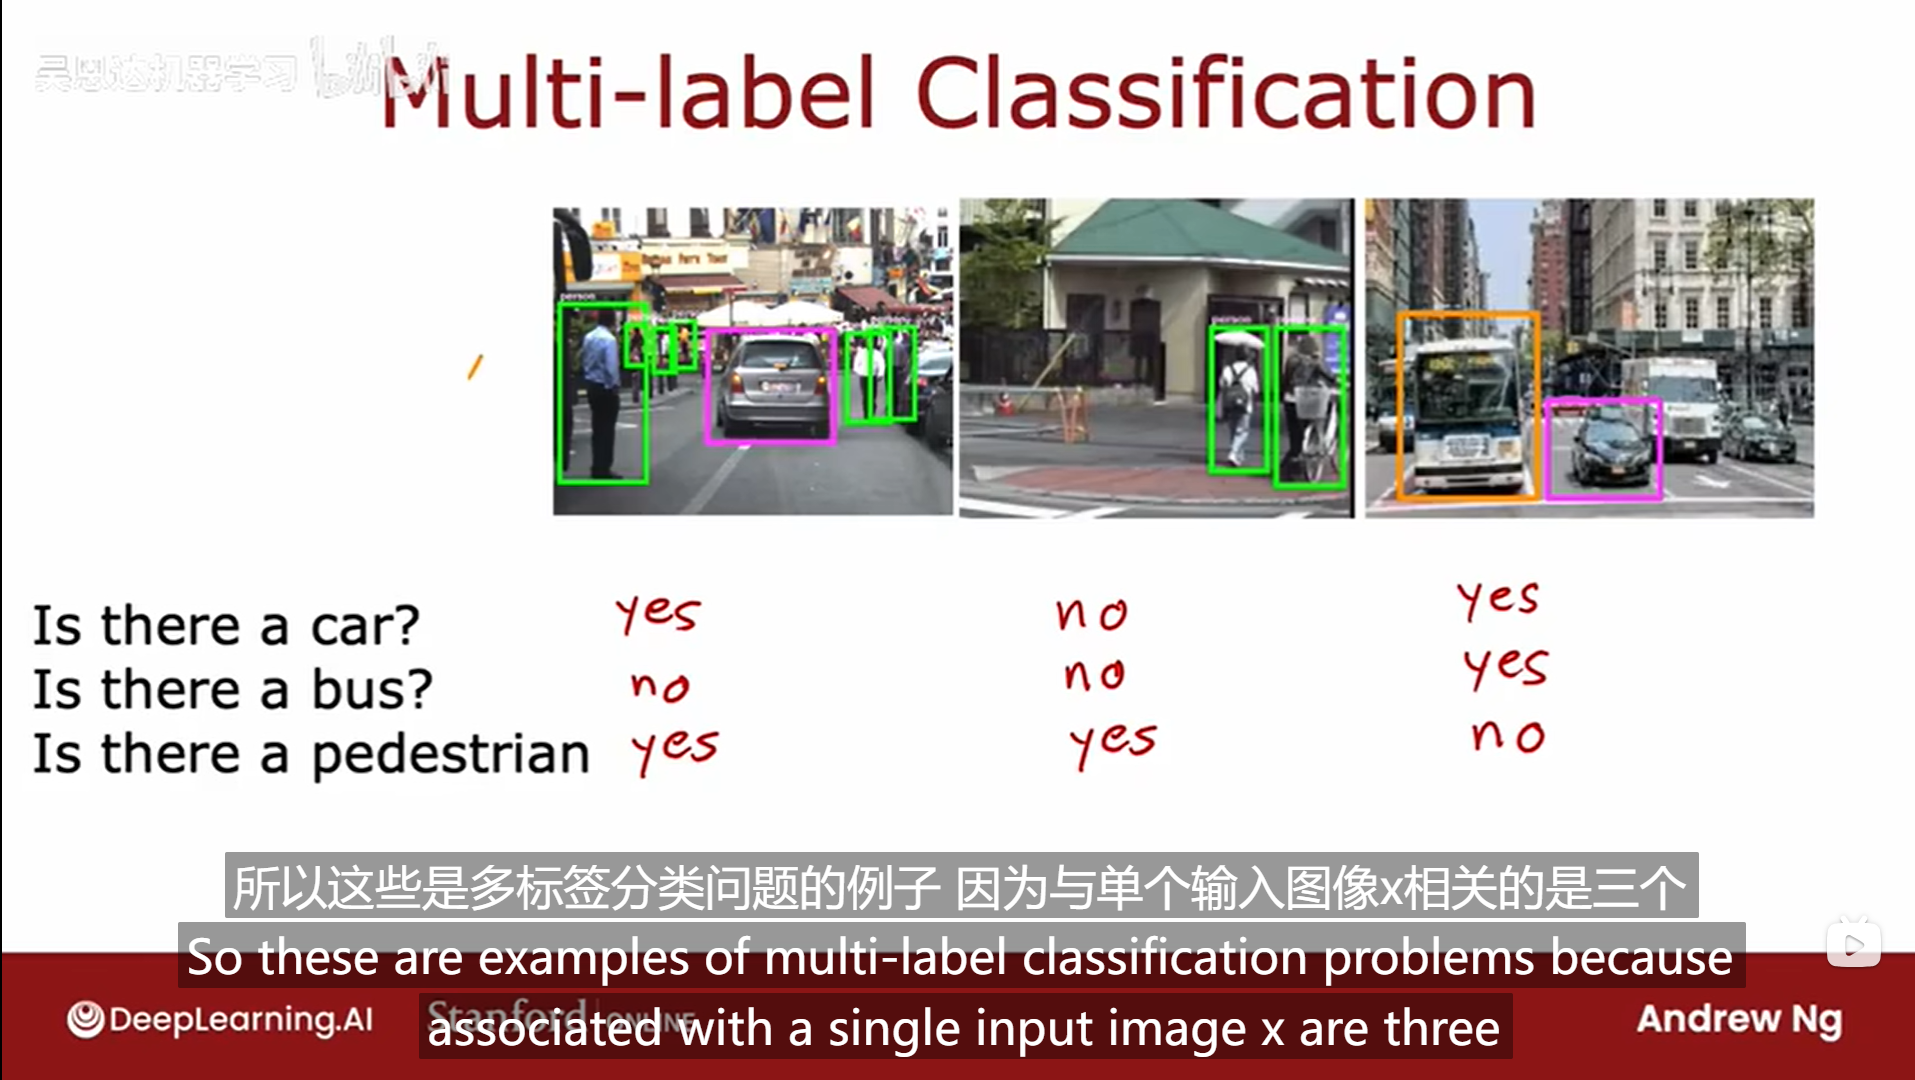 吴恩达机器学习 bilibili
Multi-label Classification
person
person
Is there a car? yes no yes
Is there a bus? no no yes
Is there a pedestrian yes yes no
所以这些是多标签分类问题的例子 因为与单个输入图像x相关的是三个
So these are examples of multi-label classification problems because
associated with a single input image x are three
DeepLearning.AI Stanford ONLINE Andrew Ng